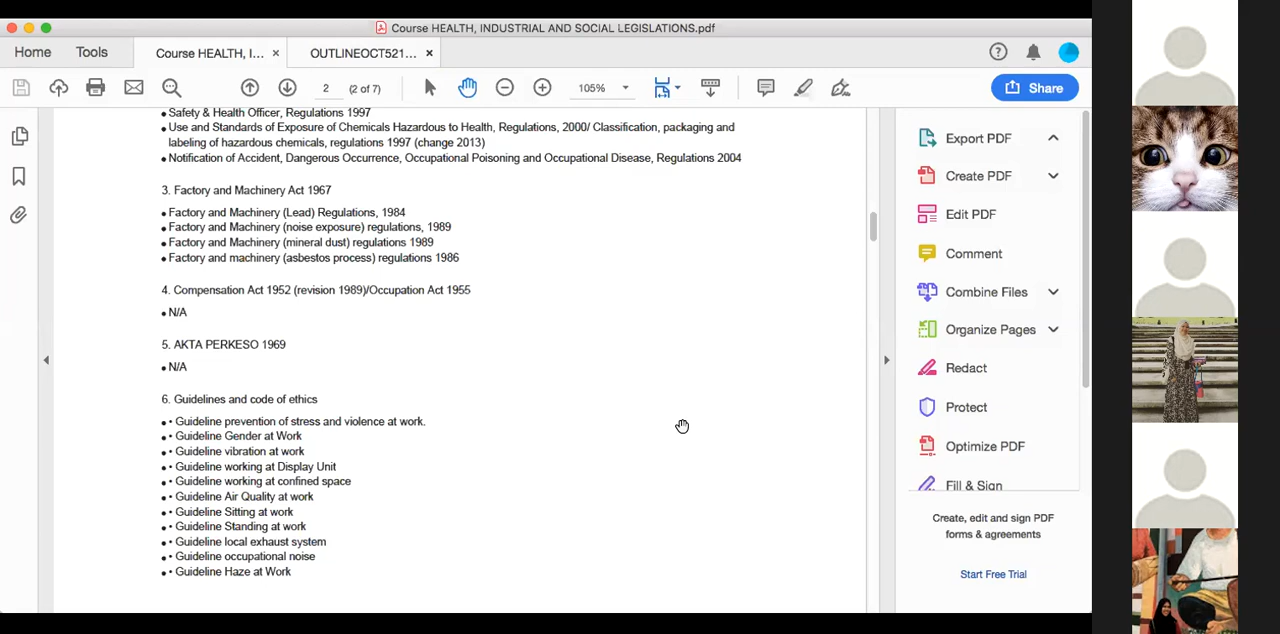 Course HEALTH, INDUSTRIAL AND SOCIAL LEGISLATIONS.pdf
Home
Tools
Course HEALTH, I... ×
OUTLINEOCT521... ×
2 (2 of 7)
105%
Share
• Safety & Health Officer, Regulations 1997
• Use and Standards of Exposure of Chemicals Hazardous to Health, Regulations, 2000/ Classification, packaging and
labeling of hazardous chemicals, regulations 1997 (change 2013)
• Notification of Accident, Dangerous Occurrence, Occupational Poisoning and Occupational Disease, Regulations 2004
3. Factory and Machinery Act 1967
• Factory and Machinery (Lead) Regulations, 1984
• Factory and Machinery (noise exposure) regulations, 1989
• Factory and Machinery (mineral dust) regulations 1989
• Factory and machinery (asbestos process) regulations 1986
4. Compensation Act 1952 (revision 1989)/Occupation Act 1955
• N/A
5. AKTA PERKESO 1969
• N/A
6. Guidelines and code of ethics
• • Guideline prevention of stress and violence at work.
• • Guideline Gender at Work
• • Guideline vibration at work
• • Guideline working at Display Unit
• • Guideline working at confined space
• • Guideline Air Quality at work
• • Guideline Sitting at work
• • Guideline Standing at work
• • Guideline local exhaust system
• • Guideline occupational noise
• • Guideline Haze at Work
Export PDF
Create PDF
Edit PDF
Comment
Combine Files
Organize Pages
Redact
Protect
Optimize PDF
Fill & Sign
Create, edit and sign PDF
forms & agreements
Start Free Trial